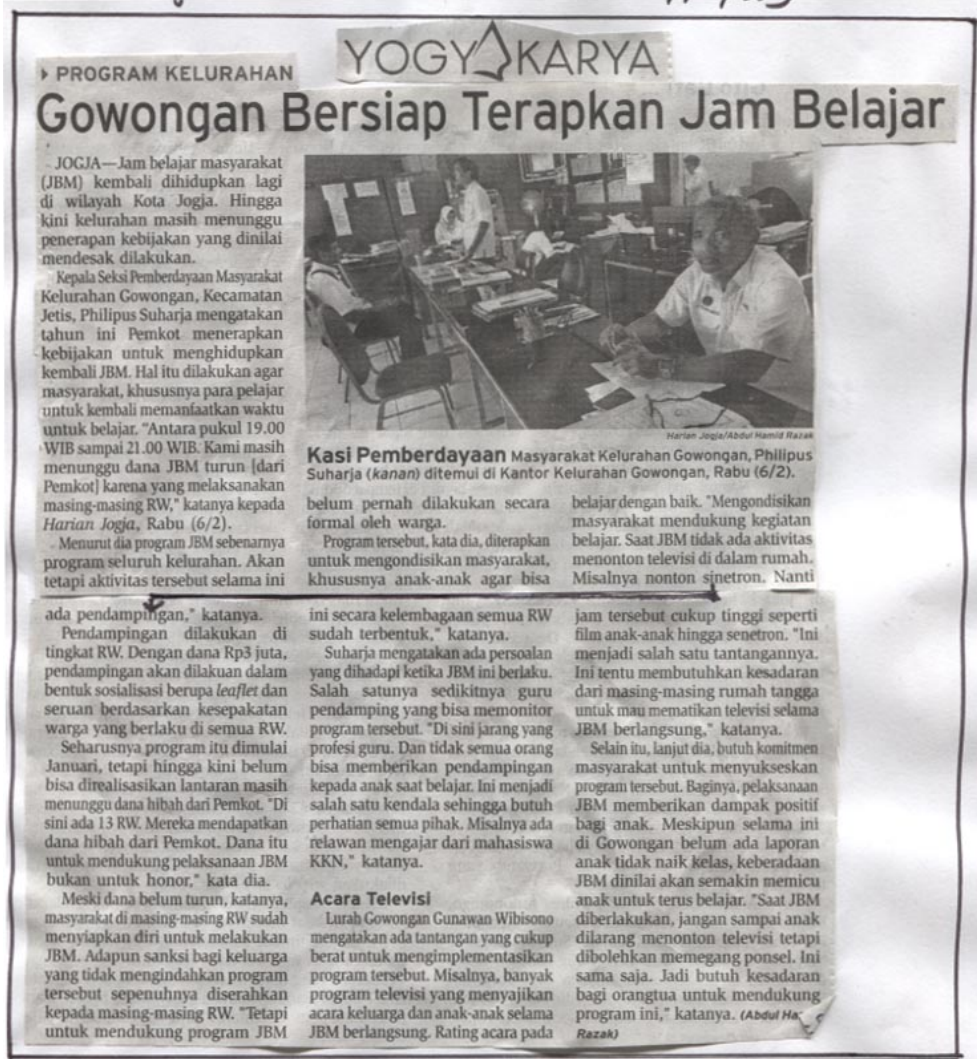 YOGYAKARYA
PROGRAM KELURAHAN
Gowongan Bersiap Terapkan Jam Belajar
JOGJA—Jam belajar masyarakat
(JBM) kembali dihidupkan lagi
di wilayah Kota Jogja. Hingga
kini kelurahan masih menunggu
penerapan kebijakan yang dinilai
mendesak dilakukan.
Kepala Seksi Pemberdayaan Masyarakat
Kelurahan Gowongan, Kecamatan
Jetis, Philipus Suharja mengatakan
tahun ini Pemkot menerapkan
kebijakan untuk menghidupkan
kembali JBM. Hal itu dilakukan agar
masyarakat, khususnya para pelajar
untuk kembali memanfaatkan waktu
untuk belajar. "Antara pukul 19.00
WIB sampai 21.00 WIB. Kami masih
menunggu dana JBM turun [dari
Pemkot] karena yang melaksanakan
masing-masing RW," katanya kepada
Harian Jogja, Rabu (6/2).
Menurut dia program JBM sebenarnya
program seluruh kelurahan. Akan
tetapi aktivitas tersebut selama ini
Harian Jogja/Abdul Hamid Razak
Kasi Pemberdayaan Masyarakat Kelurahan Gowongan, Philipus
Suharja (kanan) ditemui di Kantor Kelurahan Gowongan, Rabu (6/2).
belum pernah dilakukan secara
formal oleh warga.
Program tersebut, kata dia, diterapkan
untuk mengondisikan masyarakat,
khususnya anak-anak agar bisa
belajar dengan baik. "Mengondisikan
masyarakat mendukung kegiatan
belajar. Saat JBM tidak ada aktivitas
menonton televisi di dalam rumah.
Misalnya nonton sinetron. Nanti
ada pendampingan," katanya.
Pendampingan dilakukan di
tingkat RW. Dengan dana Rp3 juta,
pendampingan akan dilakuan dalam
bentuk sosialisasi berupa leaflet dan
seruan berdasarkan kesepakatan
warga yang berlaku di semua RW.
Seharusnya program itu dimulai
Januari, tetapi hingga kini belum
bisa direalisasikan lantaran masih
menunggu dana hibah dari Pemkot. "Di
sini ada 13 RW. Mereka mendapatkan
dana hibah dari Pemkot. Dana itu
untuk mendukung pelaksanaan JBM
bukan untuk honor," kata dia.
Meski dana belum turun, katanya,
masyarakat di masing-masing RW sudah
menyiapkan diri untuk melakukan
JBM. Adapun sanksi bagi keluarga
yang tidak mengindahkan program
tersebut sepenuhnya diserahkan
kepada masing-masing RW. "Tetapi
untuk mendukung program JBM
ini secara kelembagaan semua RW
sudah terbentuk," katanya.
Suharja mengatakan ada persoalan
yang dihadapi ketika JBM ini berlaku.
Salah satunya sedikitnya guru
pendamping yang bisa memonitor
program tersebut. "Di sini jarang yang
profesi guru. Dan tidak semua orang
bisa memberikan pendampingan
kepada anak saat belajar. Ini menjadi
salah satu kendala sehingga butuh
perhatian semua pihak. Misalnya ada
relawan mengajar dari mahasiswa
KKN," katanya.
Acara Televisi
Lurah Gowongan Gunawan Wibisono
mengatakan ada tantangan yang cukup
berat untuk mengimplementasikan
program tersebut. Misalnya, banyak
program televisi yang menyajikan
acara keluarga dan anak-anak selama
JBM berlangsung. Rating acara pada
jam tersebut cukup tinggi seperti
film anak-anak hingga senetron. "Ini
menjadi salah satu tantangannya.
Ini tentu membutuhkan kesadaran
dari masing-masing rumah tangga
untuk mau mematikan televisi selama
JBM berlangsung," katanya.
Selain itu, lanjut dia, butuh komitmen
masyarakat untuk menyukseskan
program tersebut. Baginya, pelaksanaan
JBM memberikan dampak positif
bagi anak. Meskipun selama ini
di Gowongan belum ada laporan
anak tidak naik kelas, keberadaan
JBM dinilai akan semakin memicu
anak untuk terus belajar. "Saat JBM
diberlakukan, jangan sampai anak
dilarang menonton televisi tetapi
dibolehkan memegang ponsel. Ini
sama saja. Jadi butuh kesadaran
bagi orangtua untuk mendukung
program ini," katanya. (Abdul
Razak)